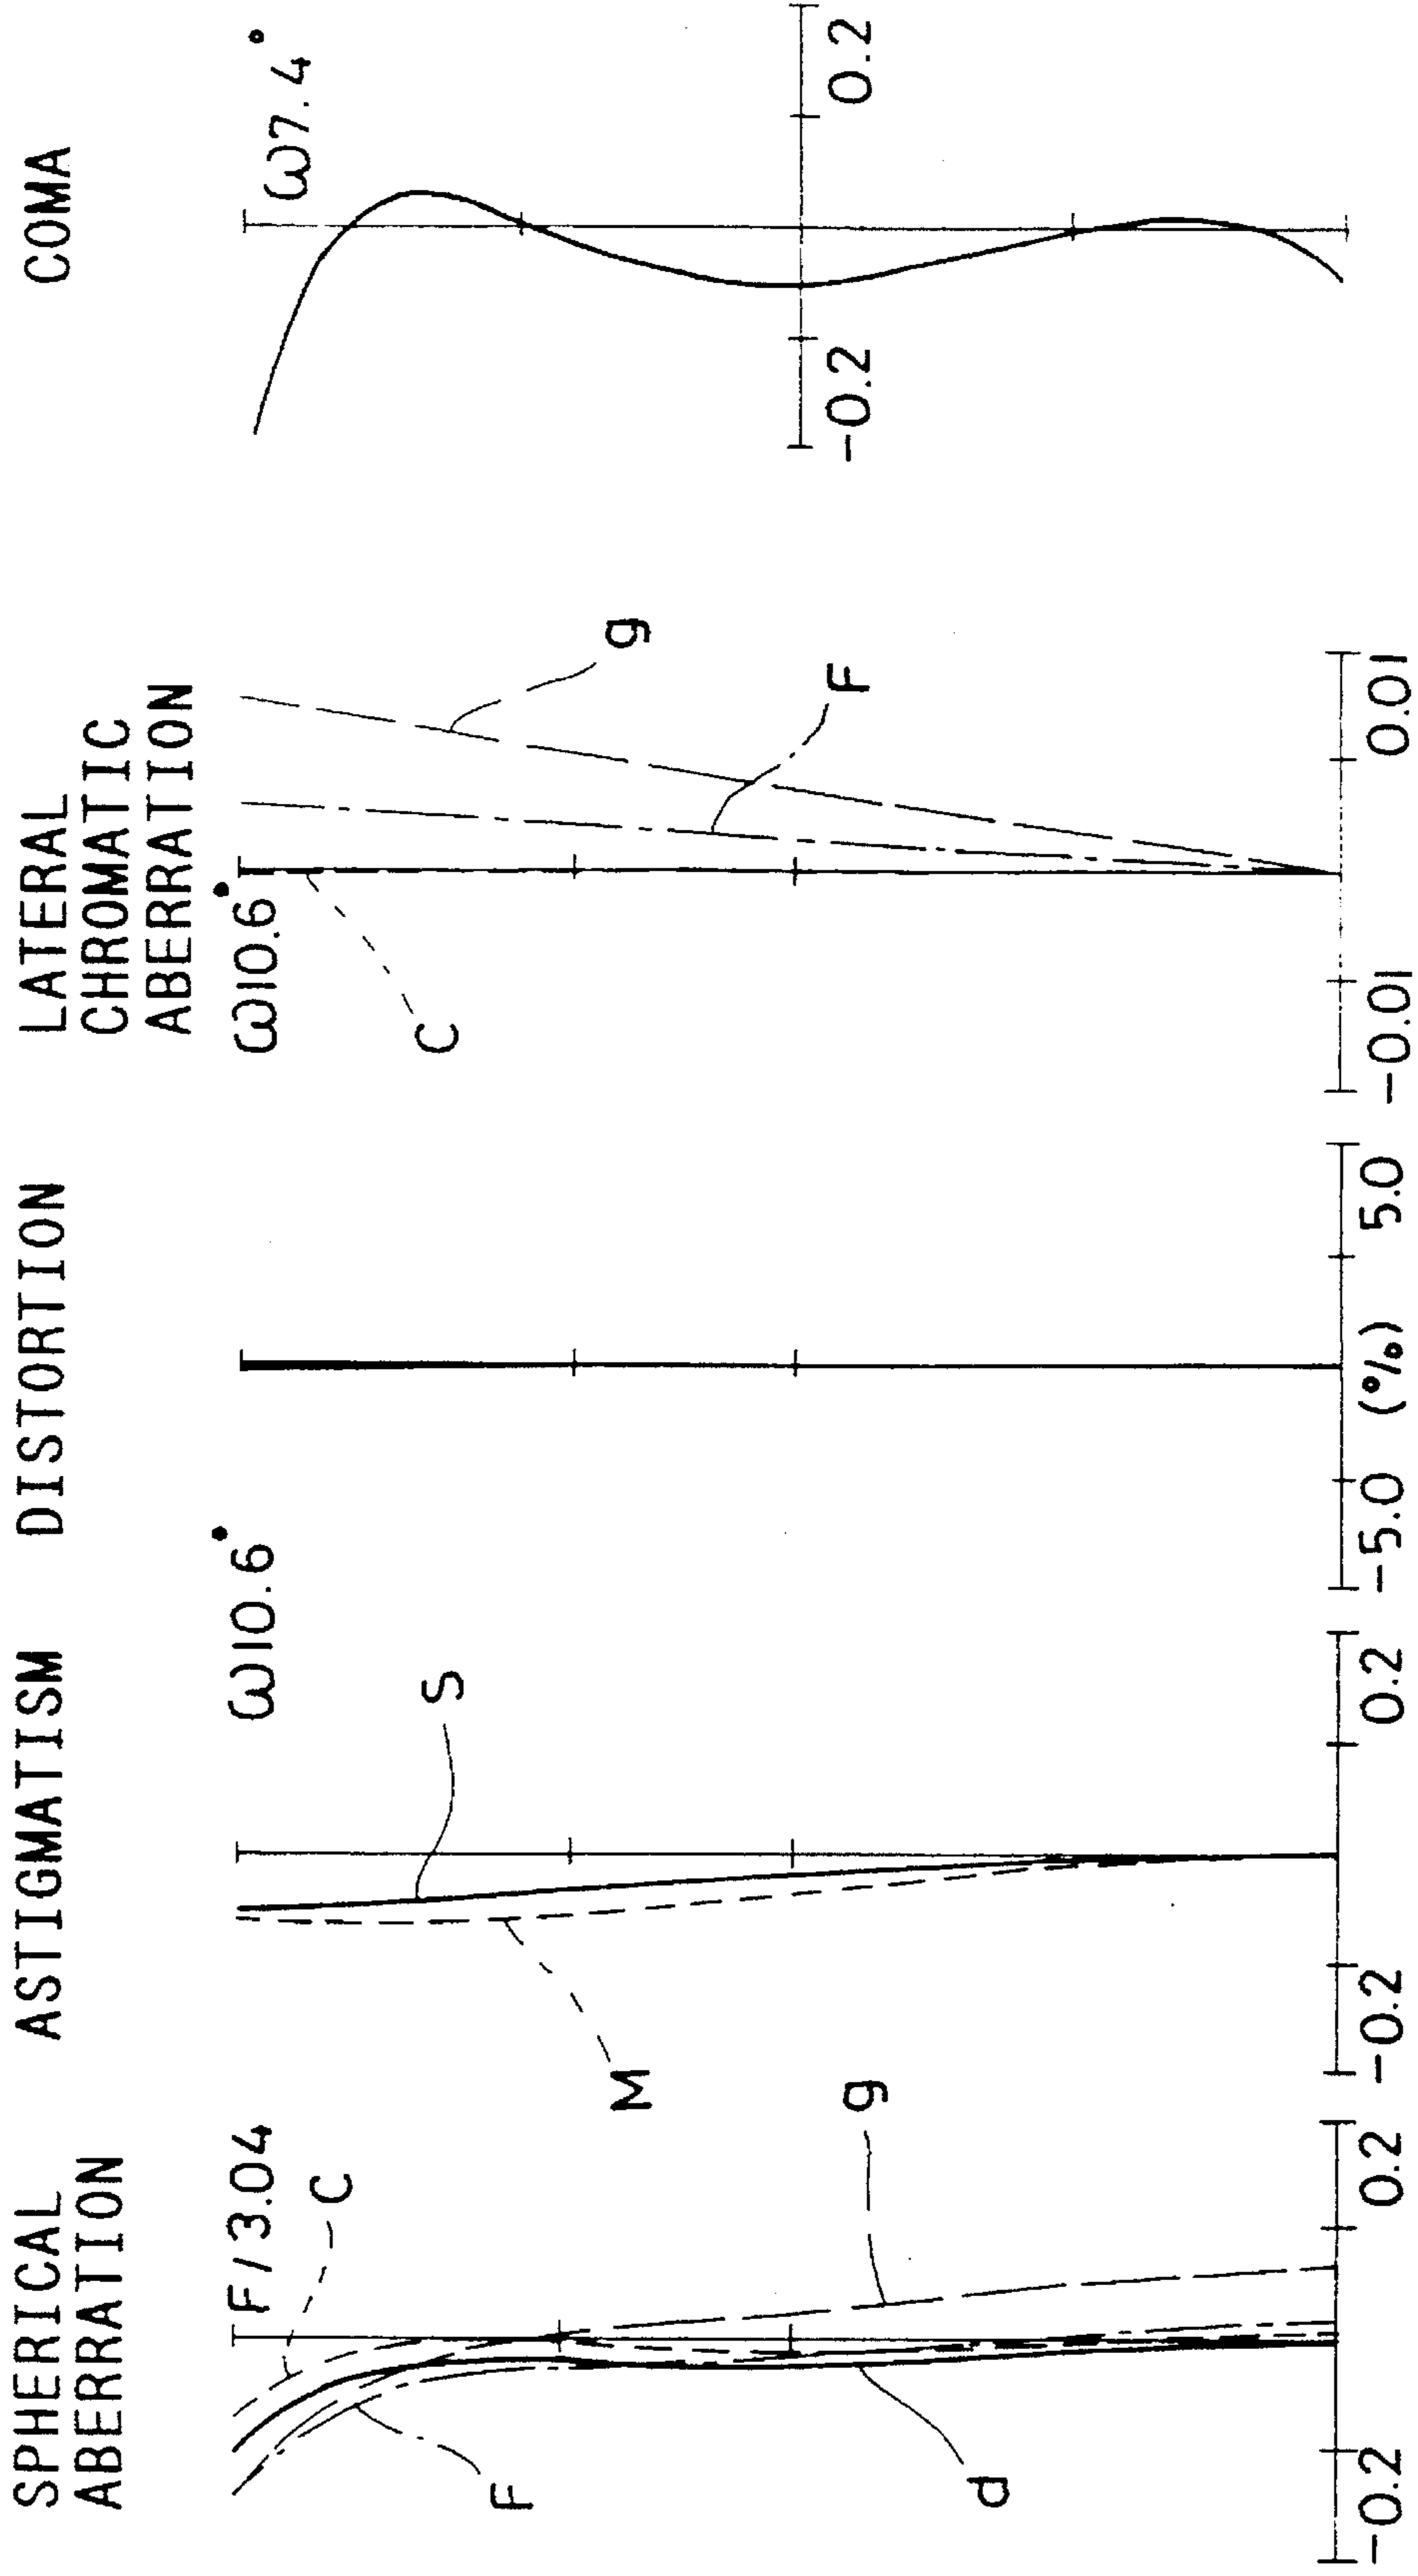 SPHERICAL
ABERRATION
F/3.04
C
F
g
d
-0.2
0.2
ASTIGMATISM
ω10.6°
S
M
-0.2
0.2
DISTORTION
-5.0 (%) 5.0
LATERAL
CHROMATIC
ABERRATION
ω10.6°
C
g
F
-0.01
0.01
COMA
ω7.4°
-0.2
0.2